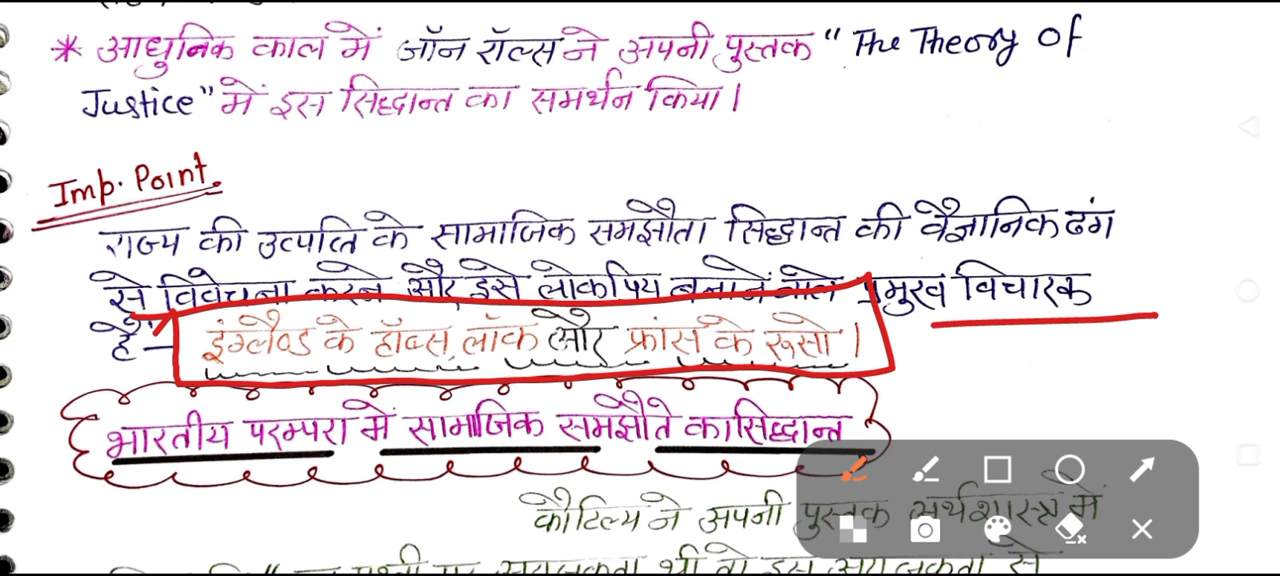 * आधुनिक काल में जॉन रॉल्स ने अपनी पुस्तक “The Theory Of
Justice” में इस सिद्धान्त का समर्थन किया।
Imp. Point.
राज्य की उत्पत्ति के सामाजिक समझौता सिद्धान्त की वैज्ञानिक ढंग
से विवेचना करने और इसे लोकप्रिय बनाने वाले प्रमुख विचारक
है— इंग्लैण्ड के हॉब्स, लॉक और फ्रांस के रूसो।
भारतीय परम्परा में सामाजिक समझौते का सिद्धान्त
कौटिल्य ने अपनी पुस्तक अर्थशास्त्र में